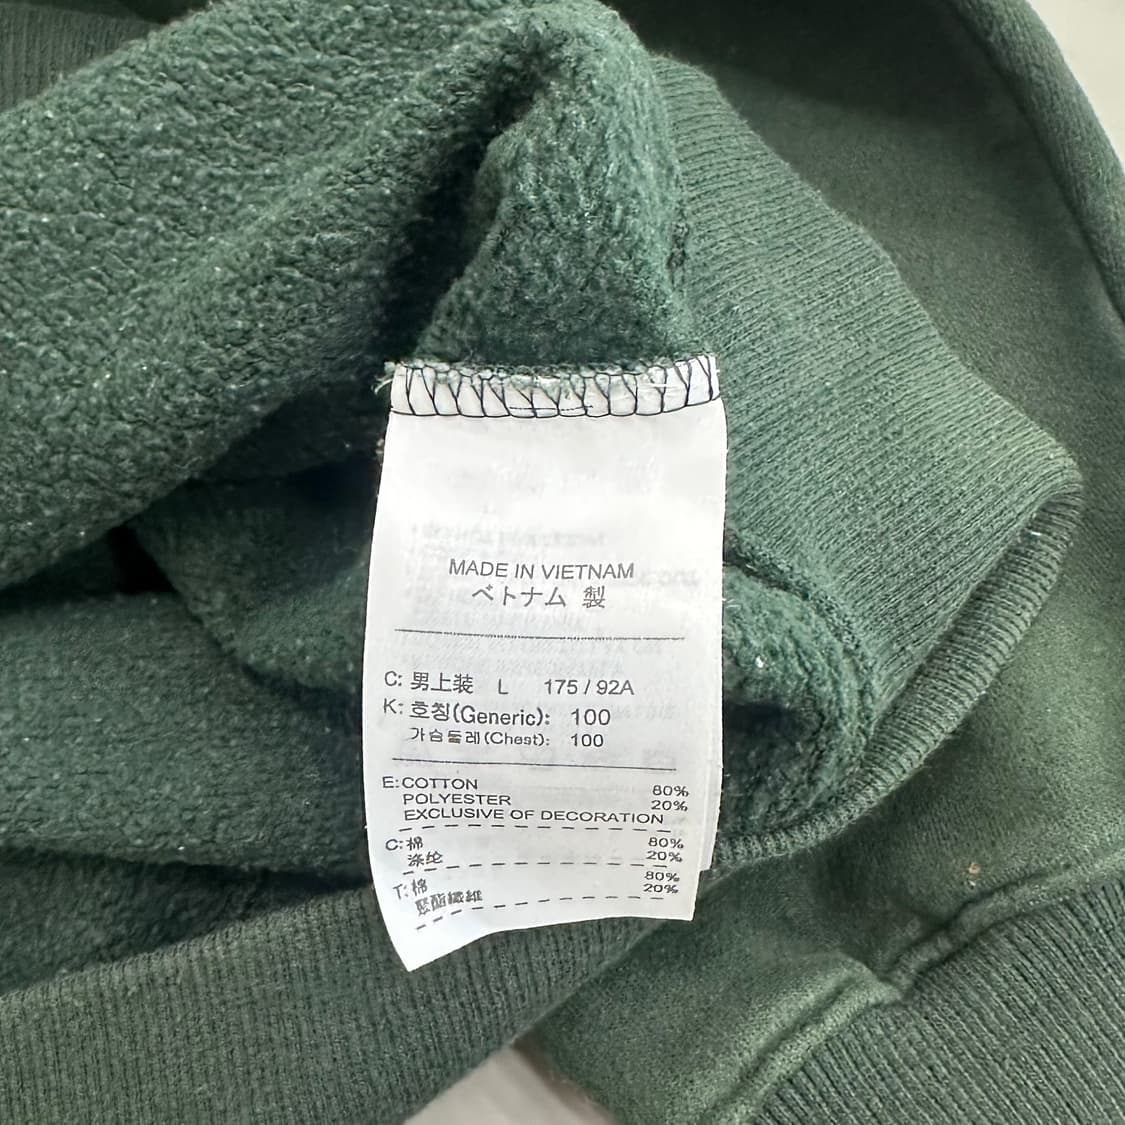 MADE IN VIETNAM
ベトナム 製
C: 男上装 L 175 / 92A
K: 호칭(Generic): 100
가슴둘레(Chest): 100
E: COTTON 80%
POLYESTER 20%
EXCLUSIVE OF DECORATION
C: 棉 80%
涤纶 20%
T: 棉 80%
聚酯纖維 20%